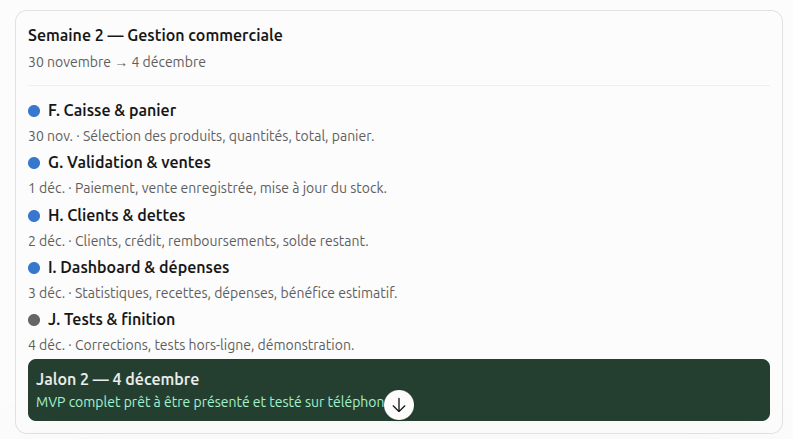 Semaine 2 — Gestion commerciale
30 novembre → 4 décembre
F. Caisse & panier
30 nov. · Sélection des produits, quantités, total, panier.
G. Validation & ventes
1 déc. · Paiement, vente enregistrée, mise à jour du stock.
H. Clients & dettes
2 déc. · Clients, crédit, remboursements, solde restant.
I. Dashboard & dépenses
3 déc. · Statistiques, recettes, dépenses, bénéfice estimatif.
J. Tests & finition
4 déc. · Corrections, tests hors-ligne, démonstration.
Jalon 2 — 4 décembre
MVP complet prêt à être présenté et testé sur téléphon